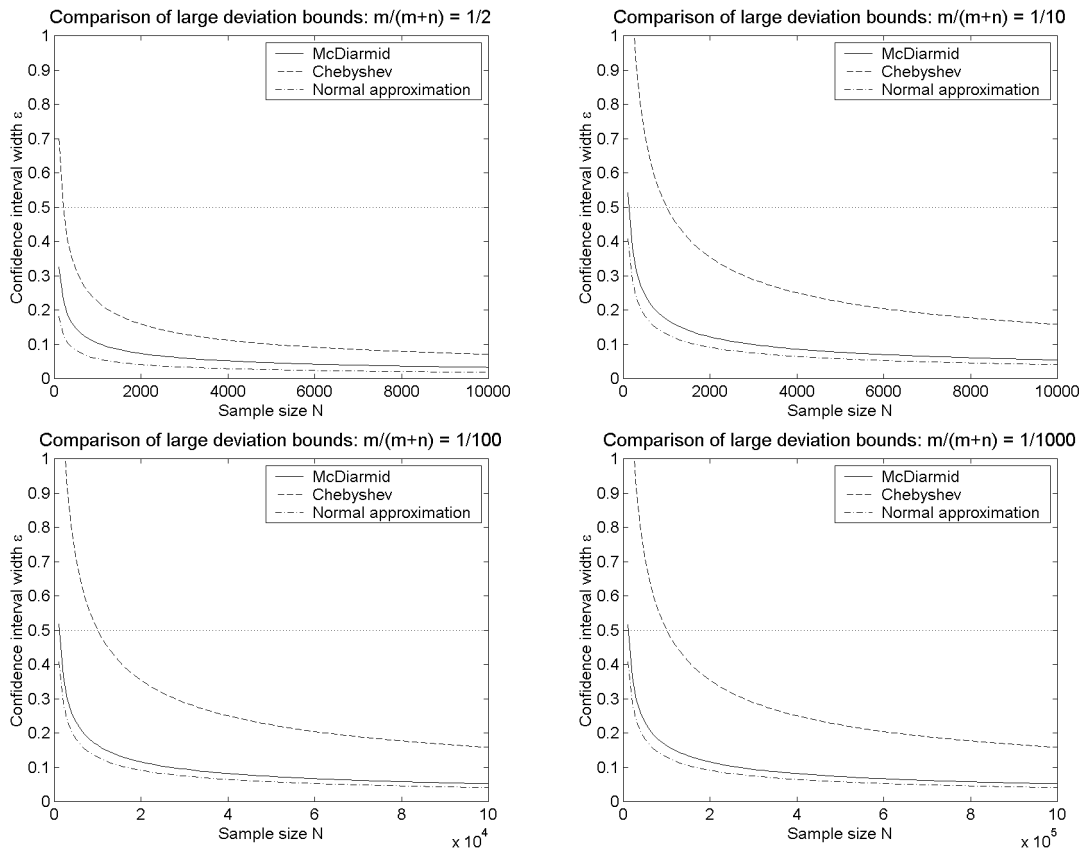 Comparison of large deviation bounds: m/(m+n) = 1/2
1
0.9
0.8
0.7
0.6
0.5
0.4
0.3
0.2
0.1
0
Confidence interval width ε
McDiarmid
Chebyshev
Normal approximation
0 2000 4000 6000 8000 10000
Sample size N
Comparison of large deviation bounds: m/(m+n) = 1/10
1
0.9
0.8
0.7
0.6
0.5
0.4
0.3
0.2
0.1
0
Confidence interval width ε
McDiarmid
Chebyshev
Normal approximation
0 2000 4000 6000 8000 10000
Sample size N
Comparison of large deviation bounds: m/(m+n) = 1/100
1
0.9
0.8
0.7
0.6
0.5
0.4
0.3
0.2
0.1
0
Confidence interval width ε
McDiarmid
Chebyshev
Normal approximation
0 2 4 6 8 10
Sample size N
x 10⁴
Comparison of large deviation bounds: m/(m+n) = 1/1000
1
0.9
0.8
0.7
0.6
0.5
0.4
0.3
0.2
0.1
0
Confidence interval width ε
McDiarmid
Chebyshev
Normal approximation
0 2 4 6 8 10
Sample size N
x 10⁵